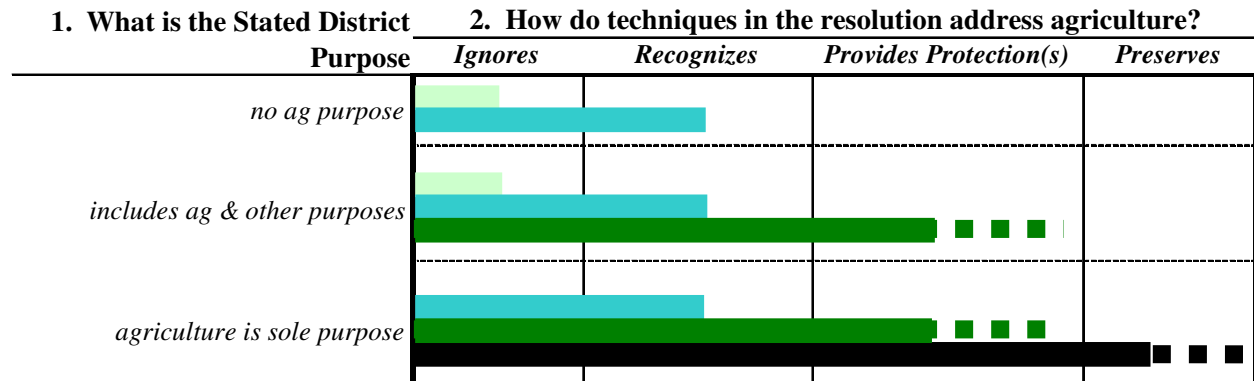 1. What is the Stated District Purpose
2. How do techniques in the resolution address agriculture?
Ignores Recognizes Provides Protection(s) Preserves
no ag purpose
includes ag & other purposes
agriculture is sole purpose